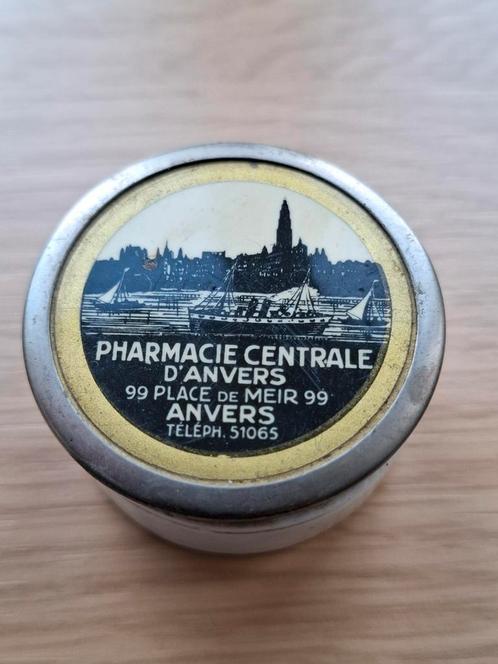 PHARMACIE CENTRALE
D'ANVERS
99 PLACE DE MEIR 99
ANVERS
TÉLÉPH. 51065